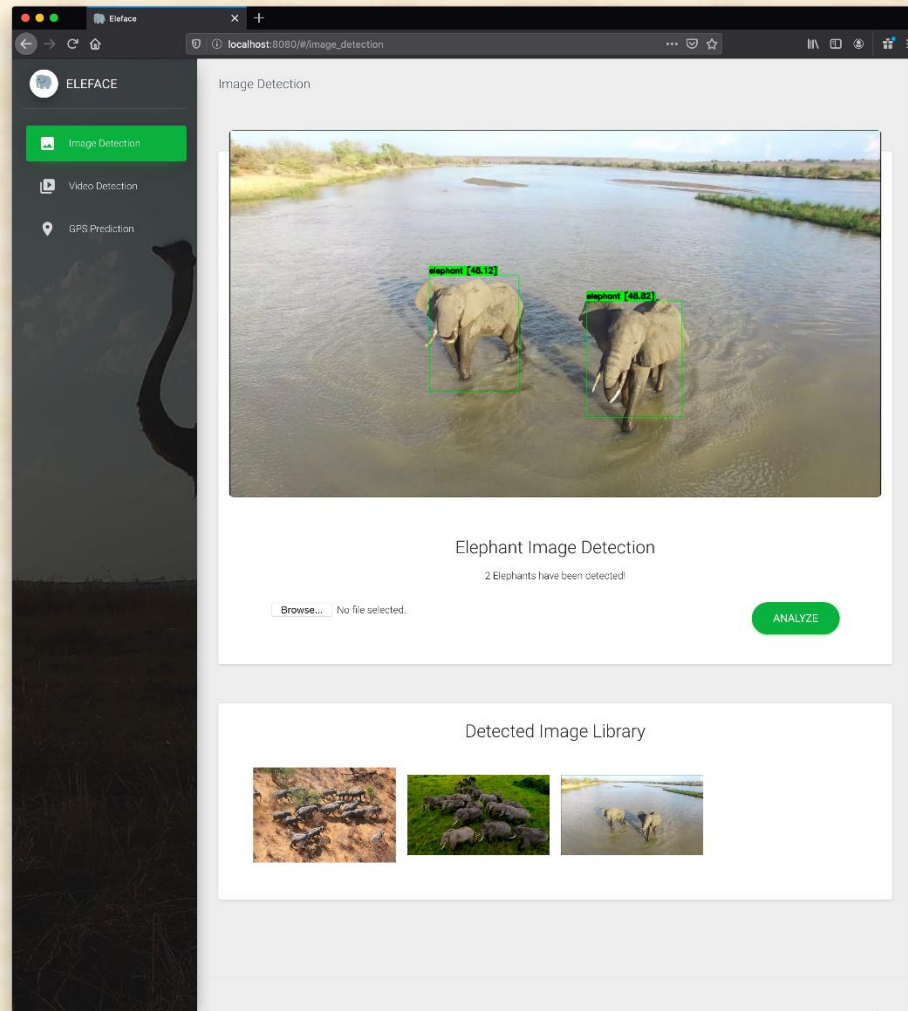 Eleface
localhost:8080/#/image_detection
ELEFACE
Image Detection
Video Detection
GPS Prediction
Image Detection
elephant [48.12]
elephant [48.82]
Elephant Image Detection
2 Elephants have been detected!
Browse... No file selected.
ANALYZE
Detected Image Library